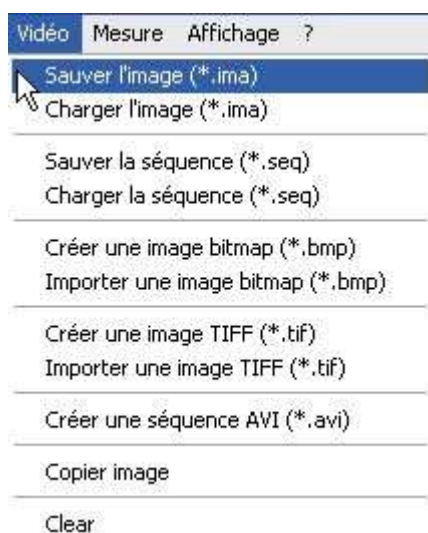 Vidéo Mesure Affichage ?
Sauver l'image (*.ima)
Charger l'image (*.ima)
Sauver la séquence (*.seq)
Charger la séquence (*.seq)
Créer une image bitmap (*.bmp)
Importer une image bitmap (*.bmp)
Créer une image TIFF (*.tif)
Importer une image TIFF (*.tif)
Créer une séquence AVI (*.avi)
Copier image
Clear